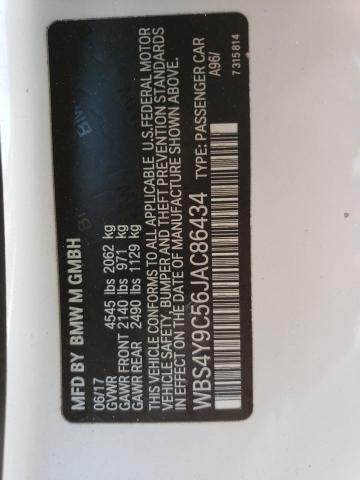 MFD BY BMW M GMBH
06/17
GVWR 4545 lbs 2062 kg
GAWR FRONT 2140 lbs 971 kg
GAWR REAR 2490 lbs 1129 kg
THIS VEHICLE CONFORMS TO ALL APPLICABLE U.S.FEDERAL MOTOR
VEHICLE SAFETY, BUMPER AND THEFT PREVENTION STANDARDS
IN EFFECT ON THE DATE OF MANUFACTURE SHOWN ABOVE.
WBS4Y9C56JAC86434 TYPE: PASSENGER CAR
A96/
7 315 814